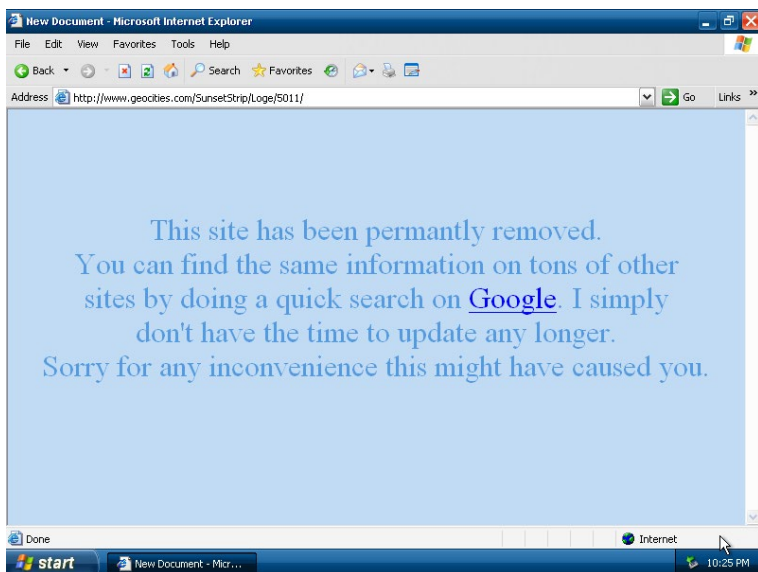 New Document - Microsoft Internet Explorer
File Edit View Favorites Tools Help
Back Search Favorites
Address http://www.geocities.com/SunsetStrip/Loge/5011/ Go Links »
This site has been permantly removed.
You can find the same information on tons of other
sites by doing a quick search on Google. I simply
don't have the time to update any longer.
Sorry for any inconvenience this might have caused you.
Done Internet
start New Document - Micr... 10:25 PM